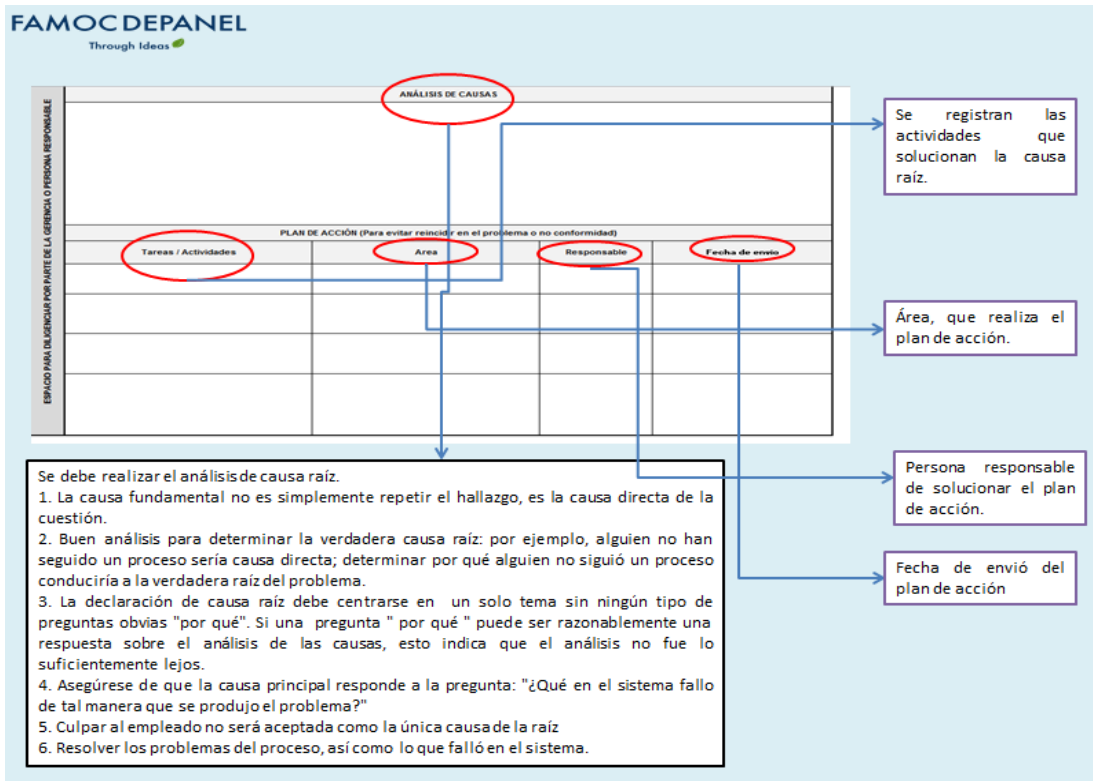 FAMOC DEPANEL
Through Ideas
ESPACIO PARA DILIGENCIAR POR PARTE DE LA GERENCIA O PERSONA RESPONSABLE
ANÁLISIS DE CAUSAS
PLAN DE ACCIÓN (Para evitar reincidir en el problema o no conformidad)
Tareas / Actividades
Area
Responsable
Fecha de envio
Se registran las
actividades que
solucionan la causa
raíz.
Área, que realiza el
plan de acción.
Persona responsable
de solucionar el plan
de acción.
Fecha de envió del
plan de acción
Se debe realizar el análisis de causa raíz.
1. La causa fundamental no es simplemente repetir el hallazgo, es la causa directa de la
cuestión.
2. Buen análisis para determinar la verdadera causa raíz: por ejemplo, alguien no han
seguido un proceso sería causa directa; determinar por qué alguien no siguió un proceso
conduciría a la verdadera raíz del problema.
3. La declaración de causa raíz debe centrarse en un solo tema sin ningún tipo de
preguntas obvias "por qué". Si una pregunta " por qué " puede ser razonablemente una
respuesta sobre el análisis de las causas, esto indica que el análisis no fue lo
suficientemente lejos.
4. Asegúrese de que la causa principal responde a la pregunta: "¿Qué en el sistema fallo
de tal manera que se produjo el problema?"
5. Culpar al empleado no será aceptada como la única causa de la raíz
6. Resolver los problemas del proceso, así como lo que falló en el sistema.